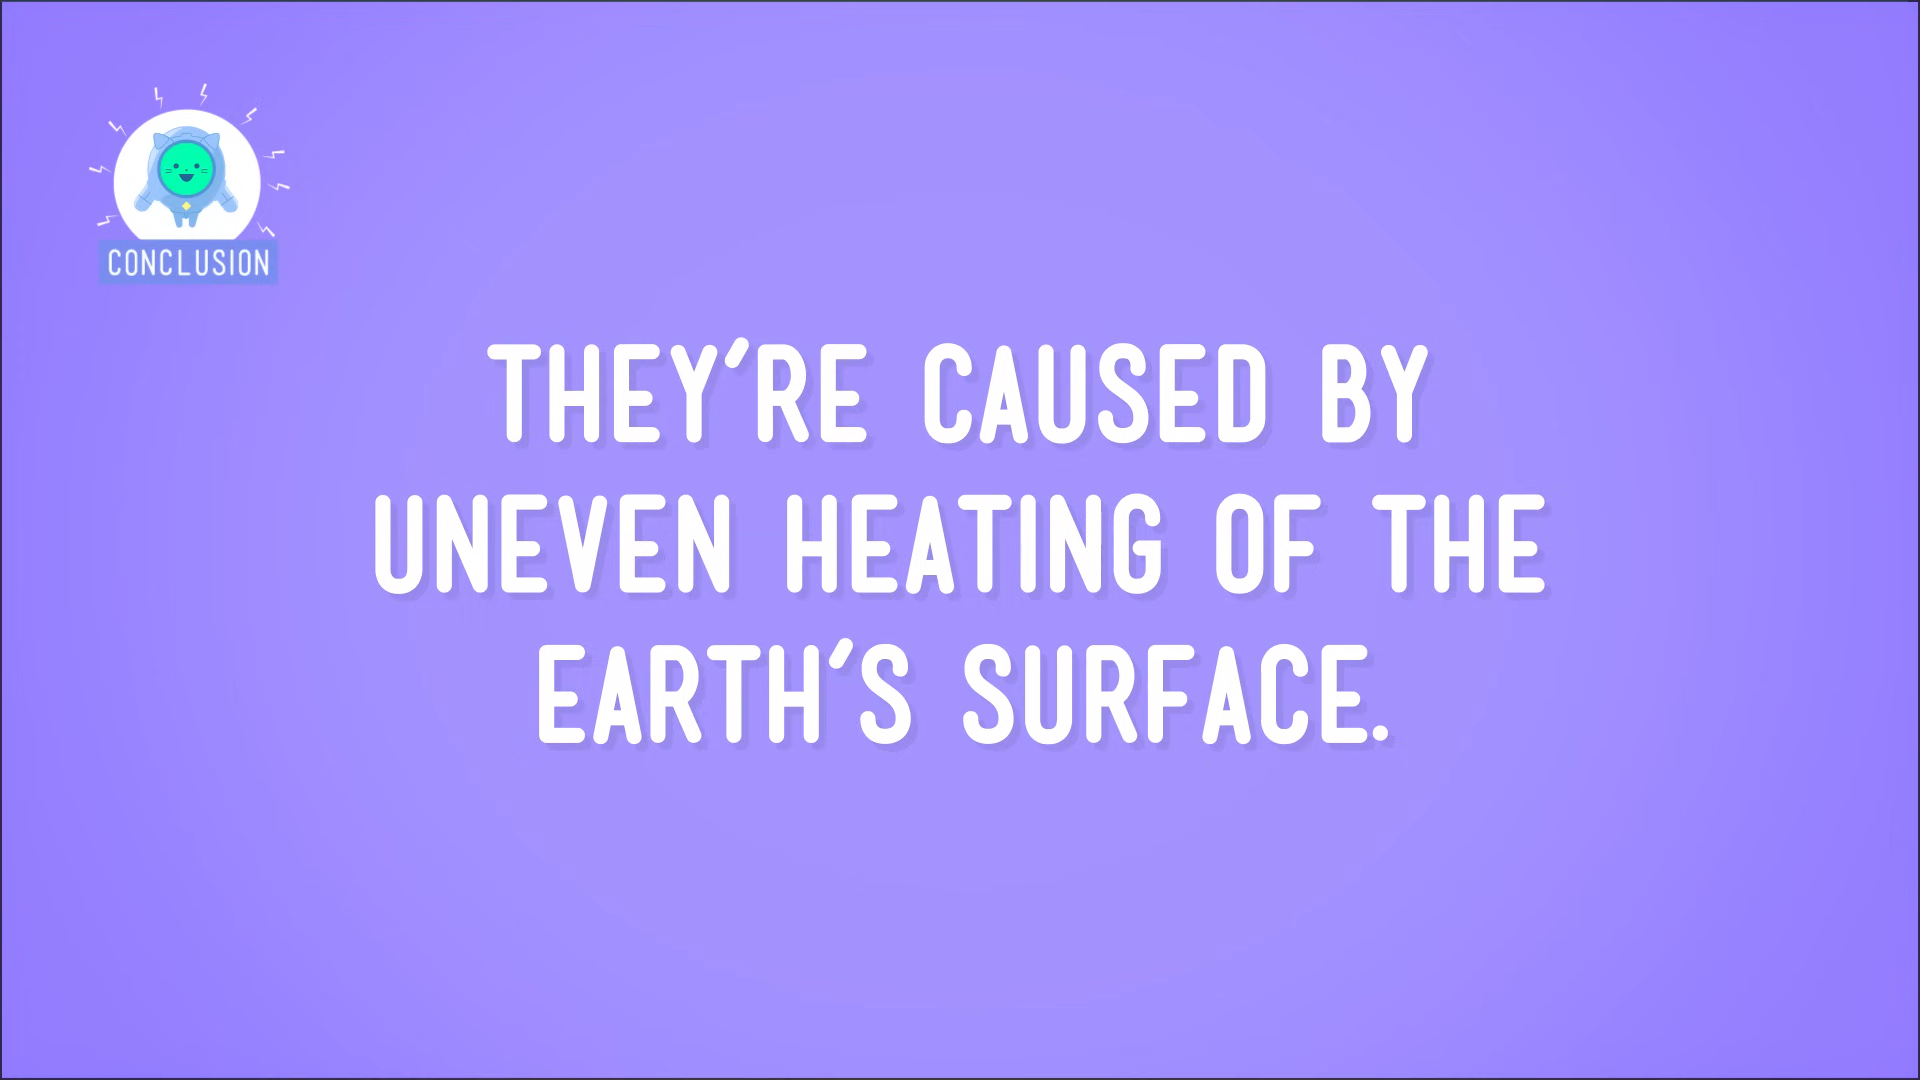 CONCLUSION
THEY'RE CAUSED BY
UNEVEN HEATING OF THE
EARTH'S SURFACE.